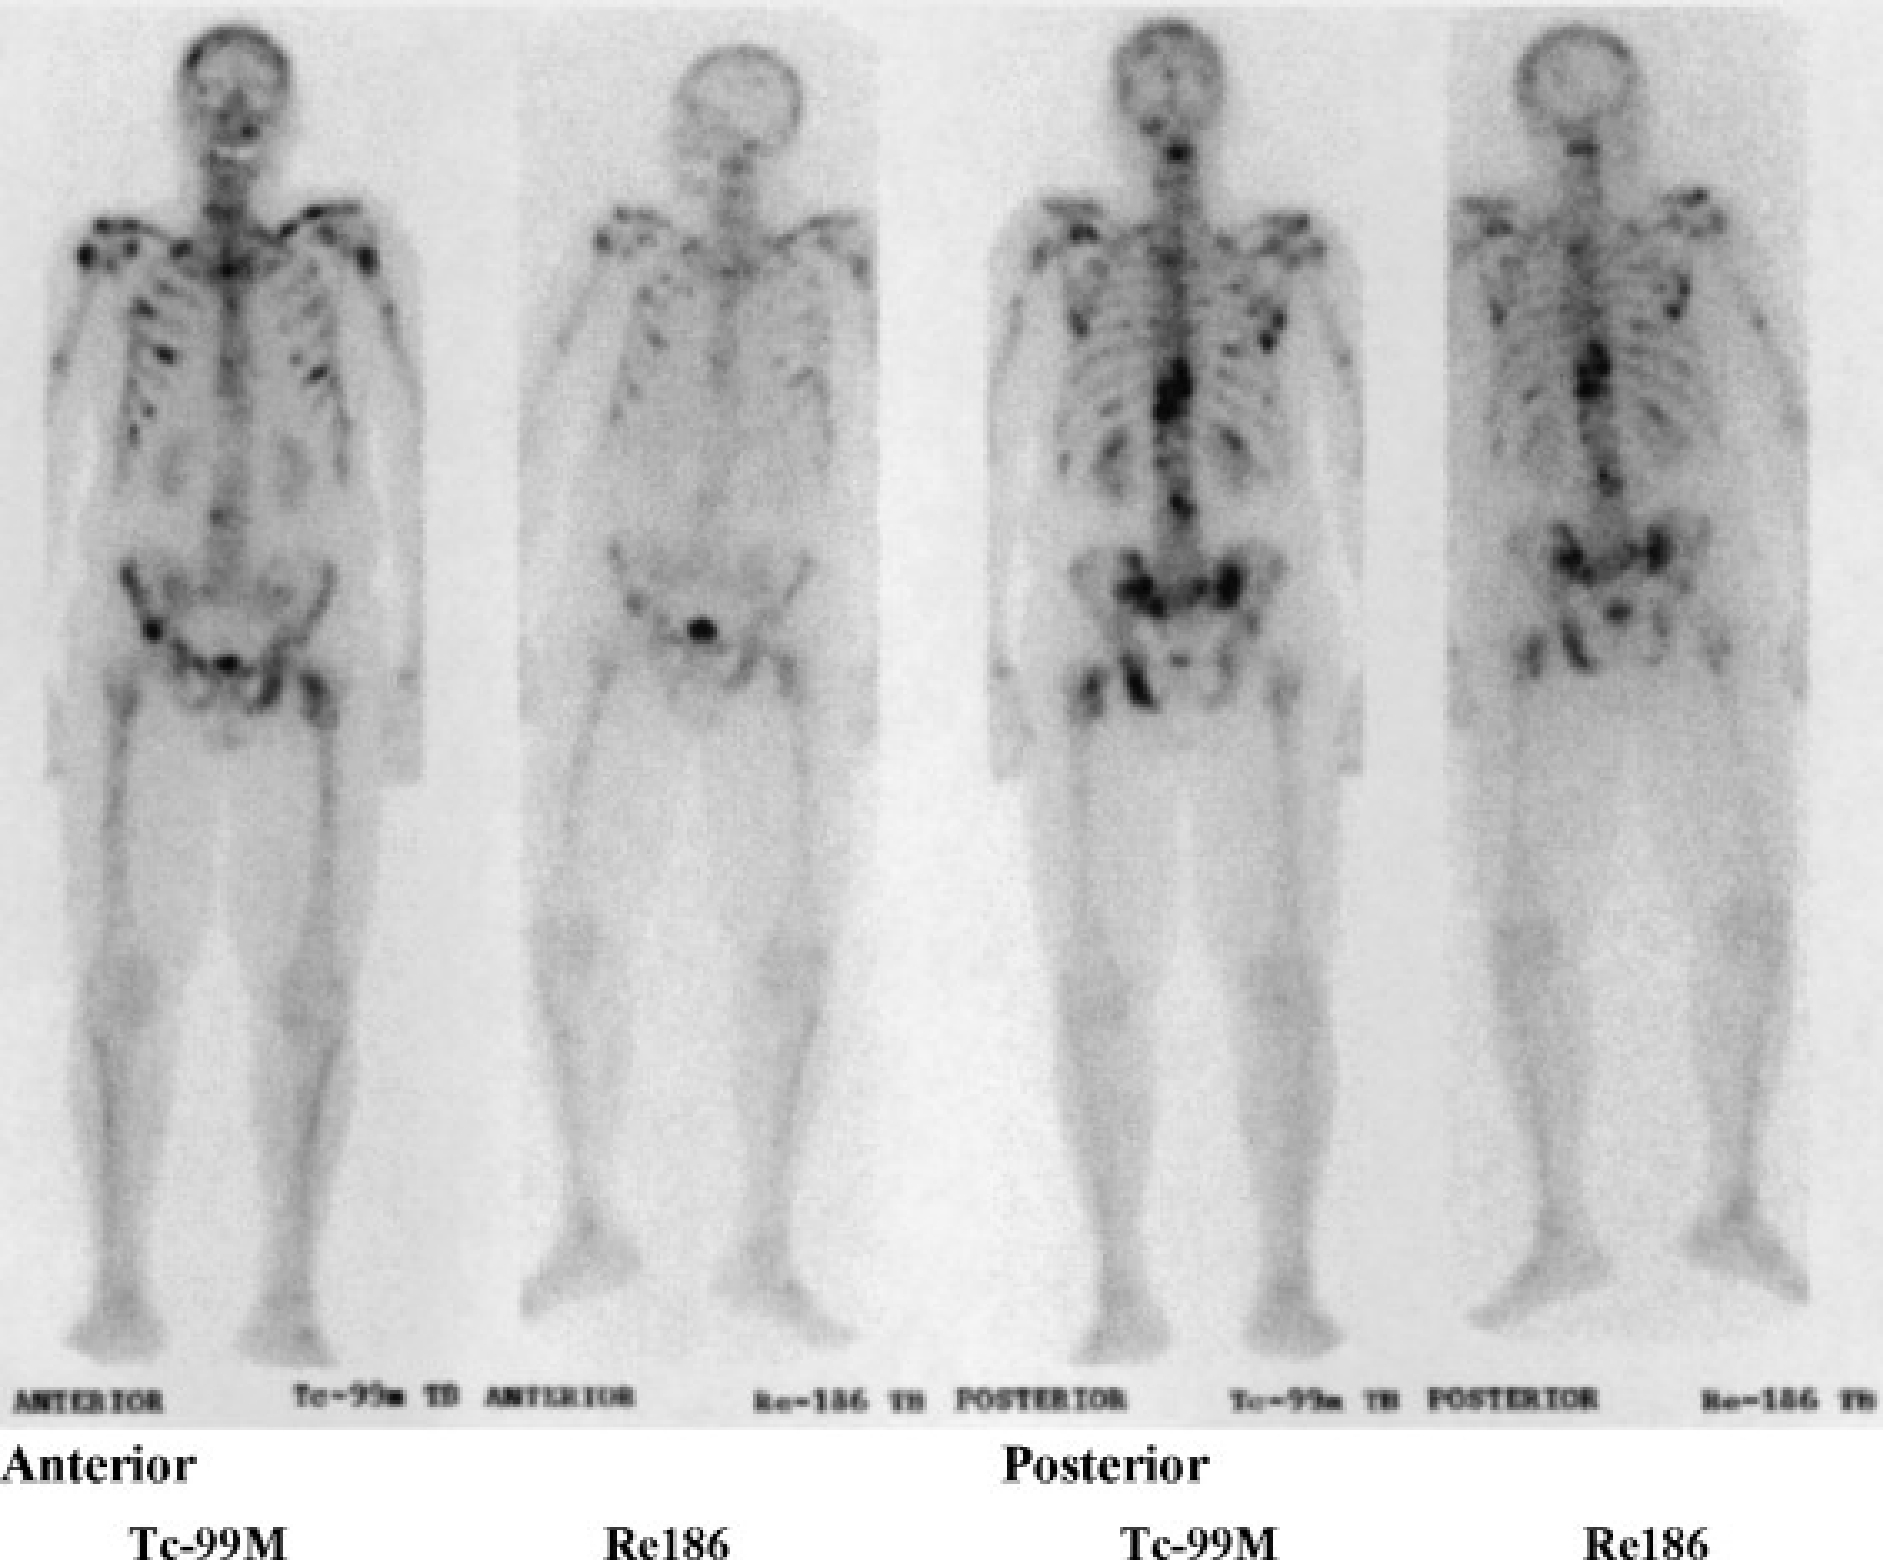 ANTERIOR Tc-99m TB ANTERIOR Re-186 TB POSTERIOR Tc-99m TB POSTERIOR Re-186 TB
Anterior Posterior
Tc-99M Re186 Tc-99M Re186